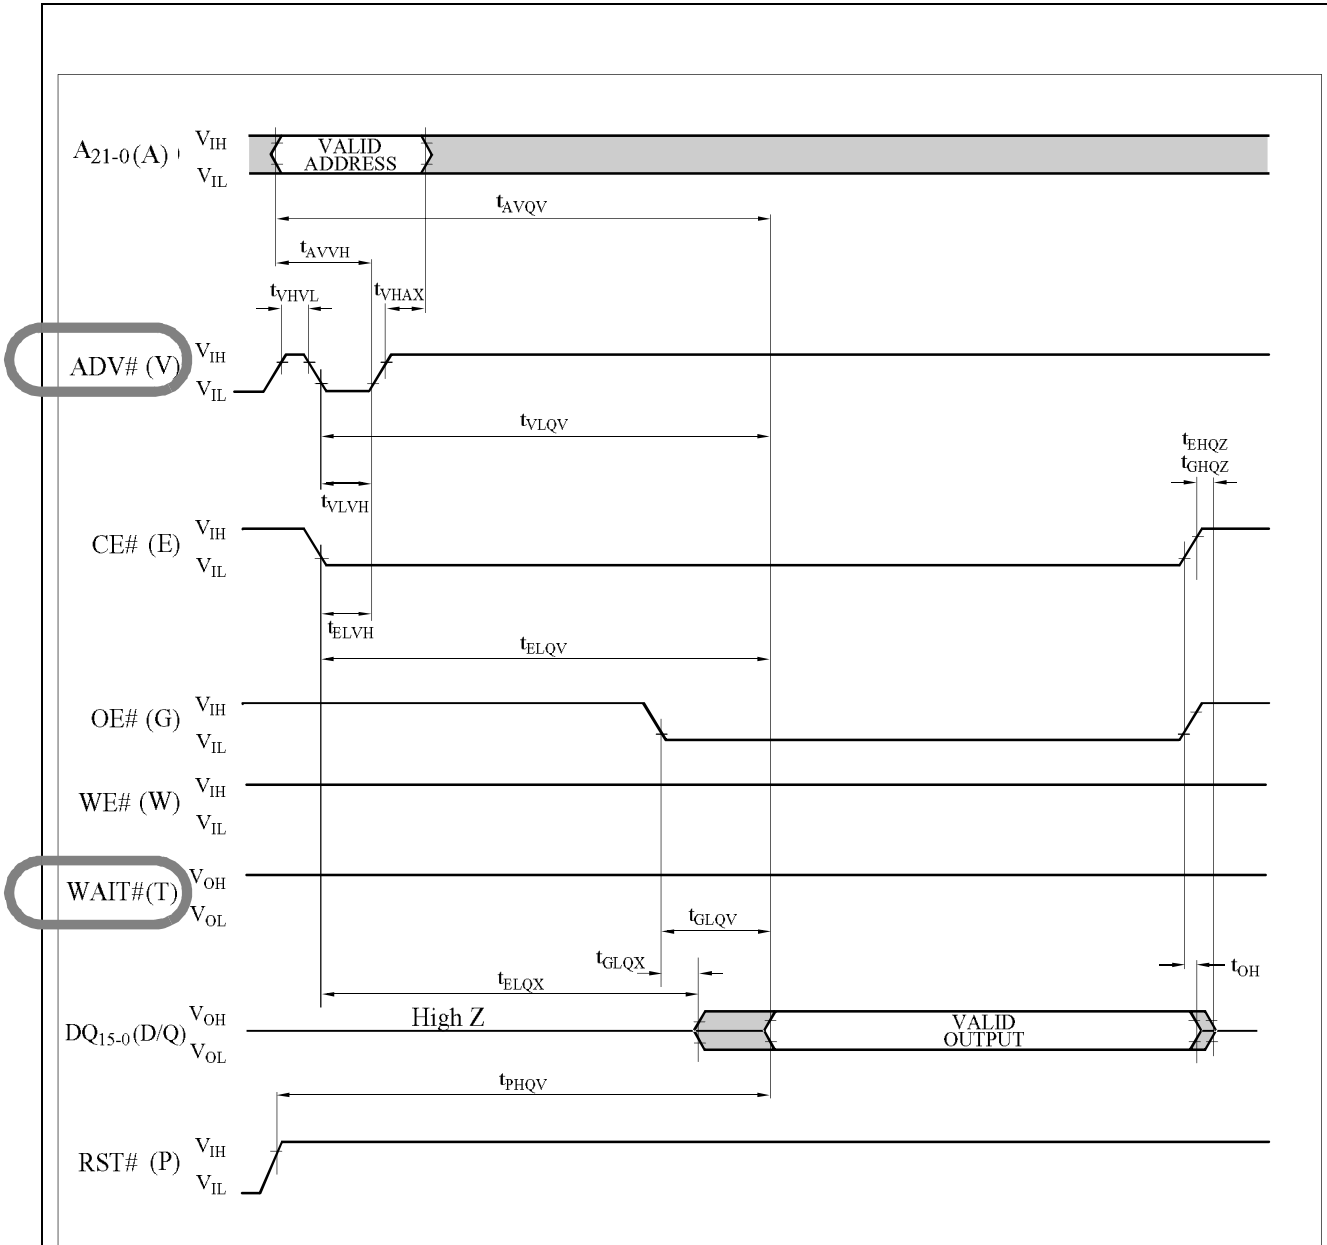 A21-0(A)
VIH
VALID
ADDRESS
VIL
tAVQV
tAVVH
tVHVL
tVHAX
ADV# (V)
VIH
VIL
tVLQV
tEHQZ
tGHQZ
tVLVH
CE# (E)
VIH
VIL
tELVH
tELQV
OE# (G)
VIH
VIL
WE# (W)
VIH
VIL
WAIT#(T)
VOH
VOL
tGLQV
tGLQX
tOH
tELQX
DQ15-0(D/Q)
VOH
High Z
VALID
OUTPUT
VOL
tPHQV
RST# (P)
VIH
VIL